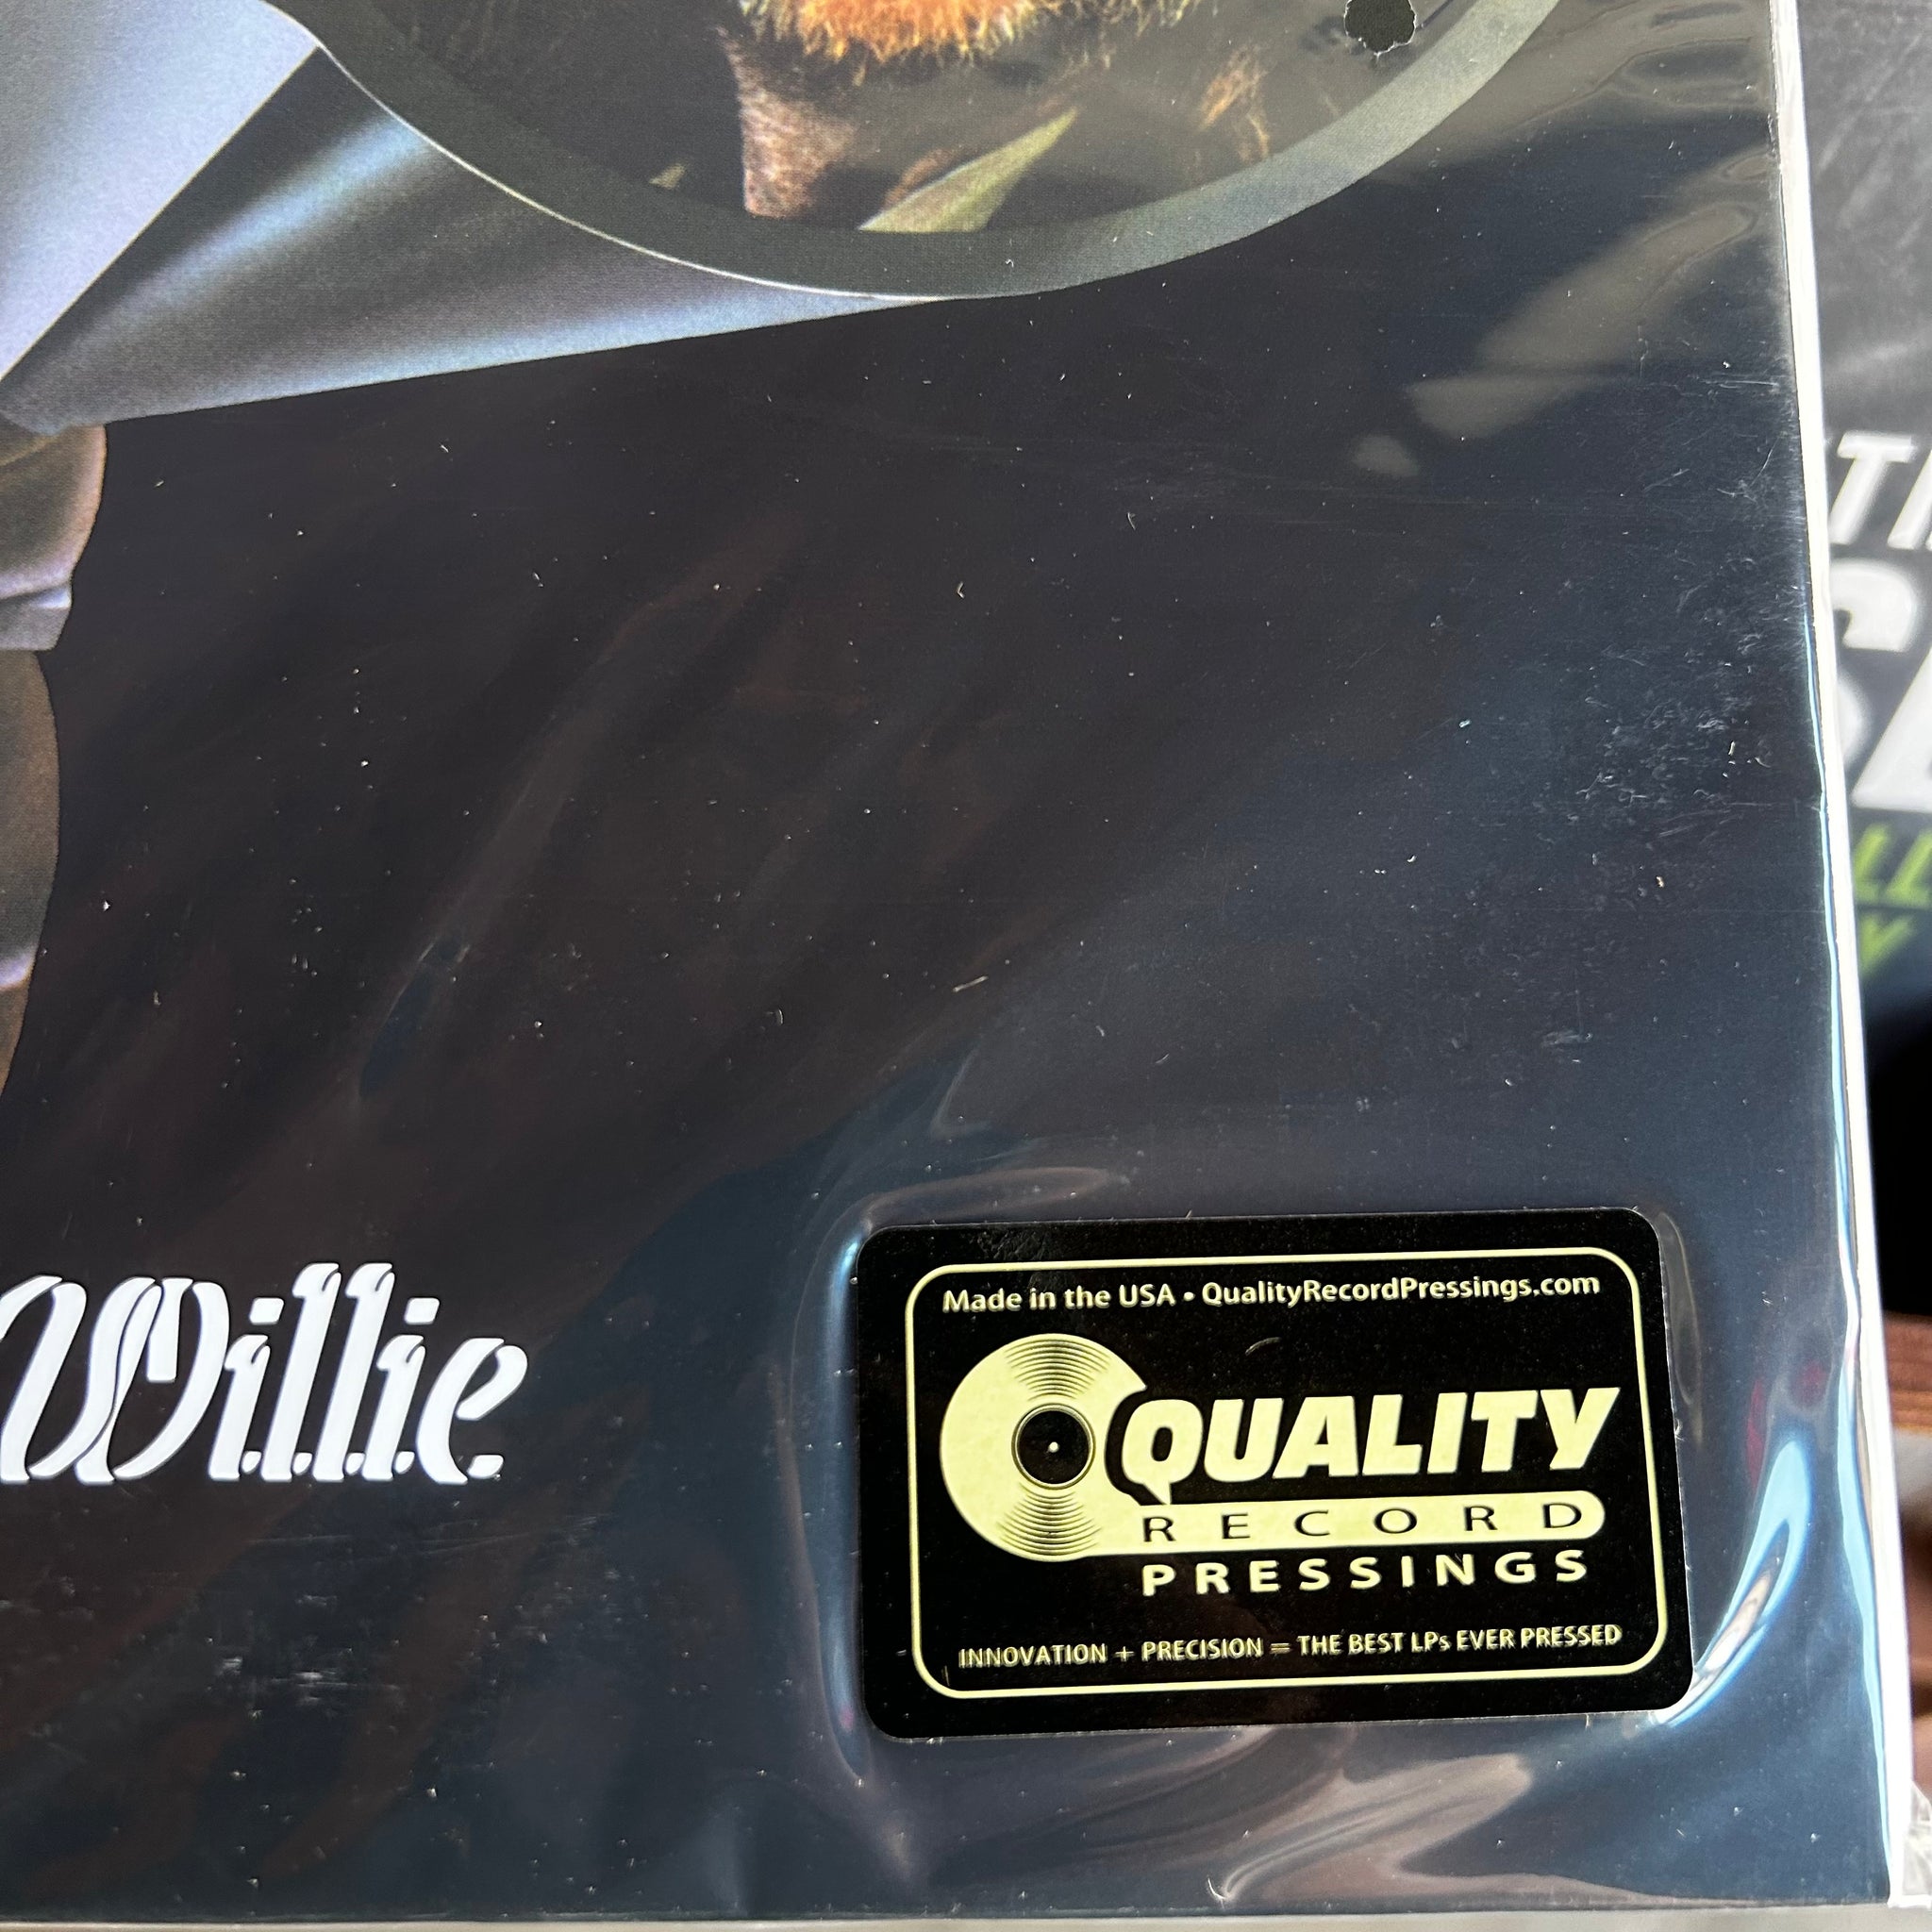 Willie
Made in the USA • QualityRecordPressings.com
QUALITY
RECORD
PRESSINGS
INNOVATION + PRECISION = THE BEST LPs EVER PRESSED